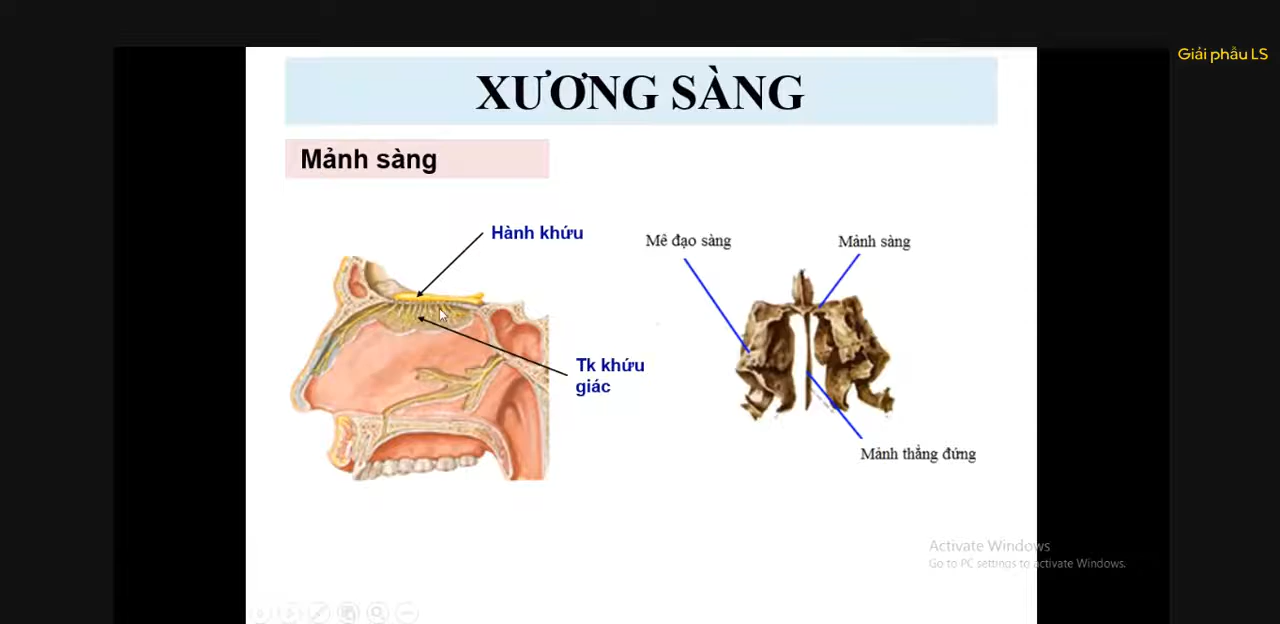 Giải phẫu LS
XƯƠNG SÀNG
Mảnh sàng
Hành khứu
Tk khứu
giác
Mê đạo sàng
Mảnh sàng
Mảnh thẳng đứng
Activate Windows
Go to PC settings to activate Windows.